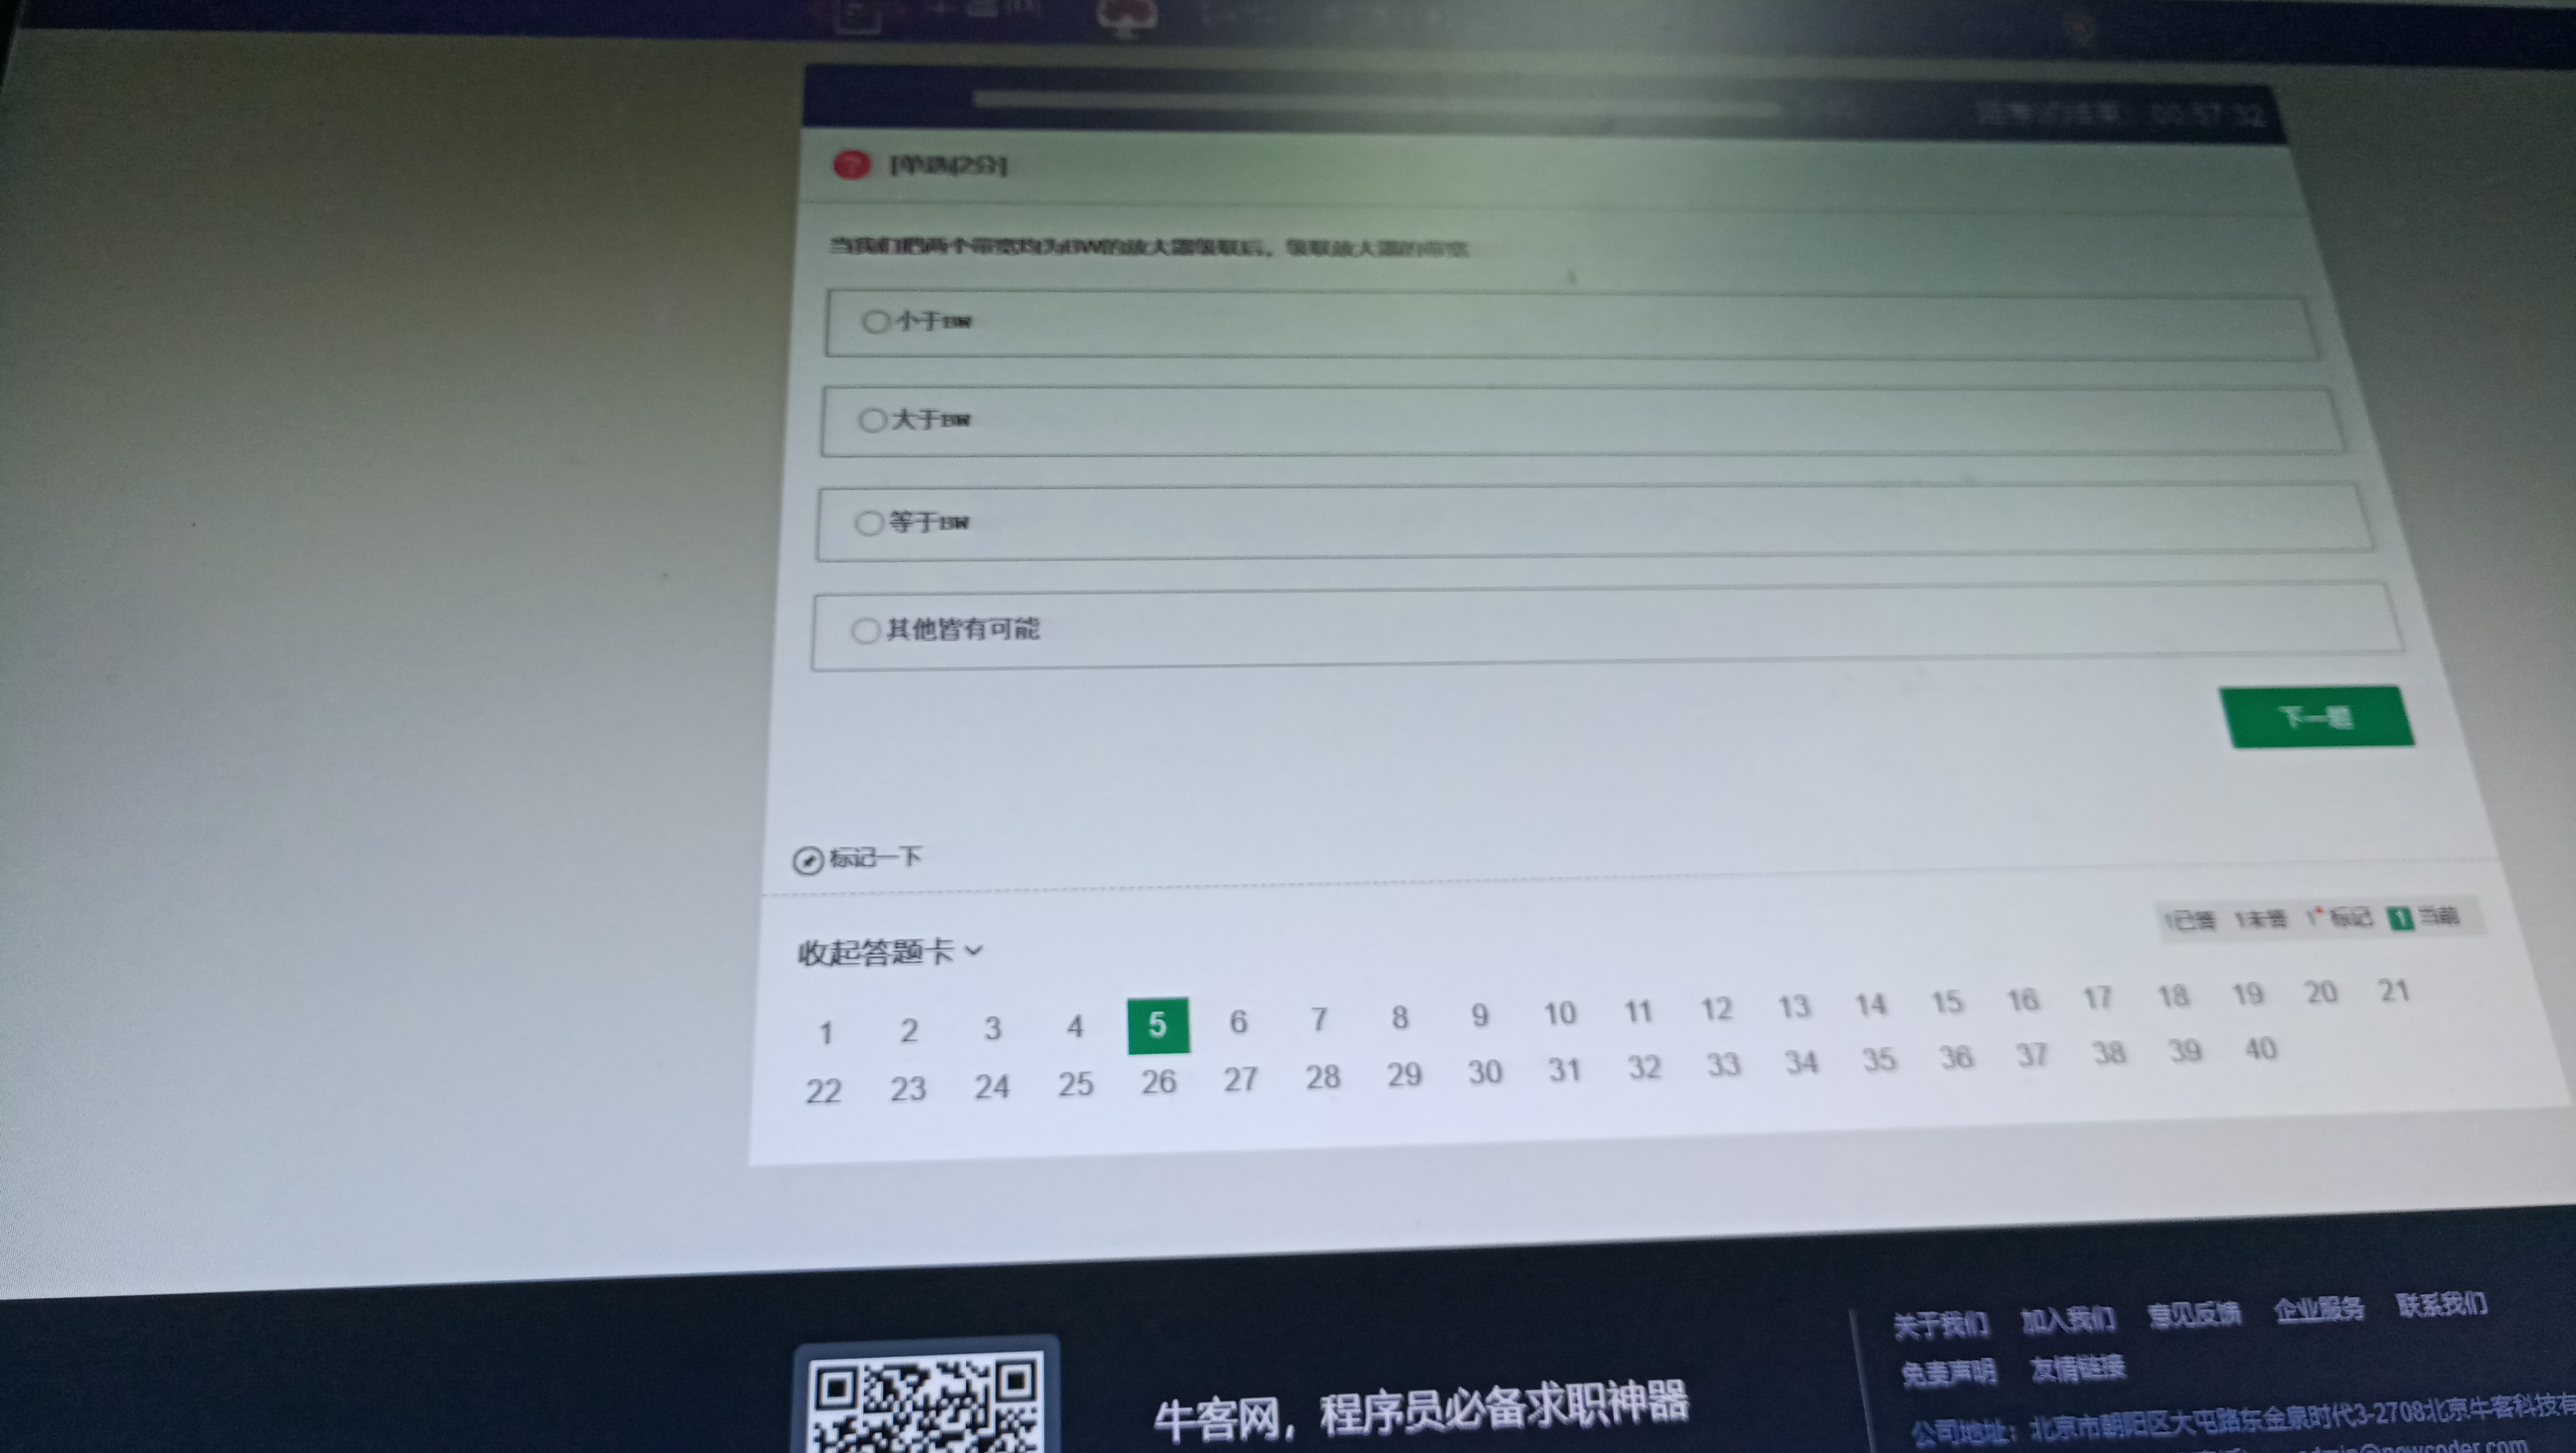 [单选|2分]
当我们把两个带宽均为BW的放大器级联后，级联放大器的带宽
小于BW
大于BW
等于BW
其他皆有可能
下一题
标记一下
1已答 1未答 1标记 1当前
收起答题卡
1 2 3 4 5 6 7 8 9 10 11 12 13 14 15 16 17 18 19 20 21
22 23 24 25 26 27 28 29 30 31 32 33 34 35 36 37 38 39 40
牛客网，程序员必备求职神器
关于我们 加入我们 意见反馈 企业服务 联系我们
免责声明 友情链接
公司地址：北京市朝阳区大屯路东金泉时代3-2708北京牛客科技有
admin@nowcoder.com